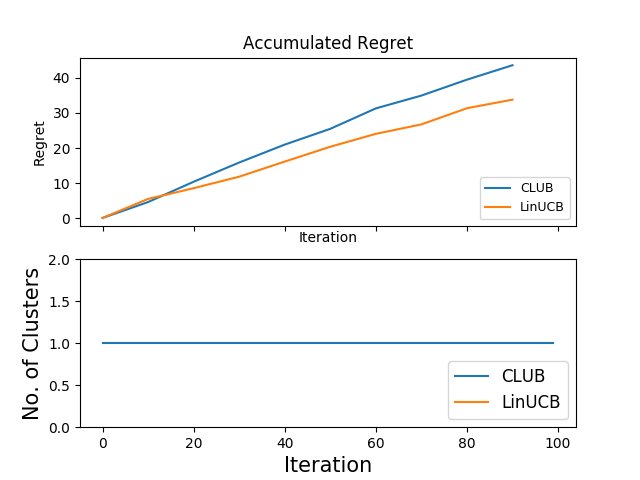 Accumulated Regret
Regret
40
30
20
10
0
CLUB
LinUCB
Iteration
No. of Clusters
2.0
1.5
1.0
0.5
0.0
CLUB
LinUCB
0 20 40 60 80 100
Iteration